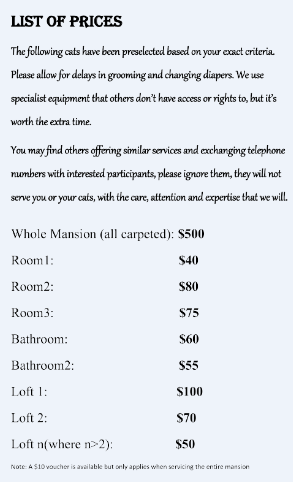 LIST OF PRICES
The following cats have been preselected based on your exact criteria.
Please allow for delays in grooming and changing diapers. We use
specialist equipment that others don't have access or rights to, but it's
worth the extra time.
You may find others offering similar services and exchanging telephone
numbers with interested participants, please ignore them, they will not
serve you or your cats, with the care, attention and expertise that we will.
Whole Mansion (all carpeted): $500
Room1: $40
Room2: $80
Room3: $75
Bathroom: $60
Bathroom2: $55
Loft 1: $100
Loft 2: $70
Loft n(where n>2): $50
Note: A $10 voucher is available but only applies when servicing the entire mansion